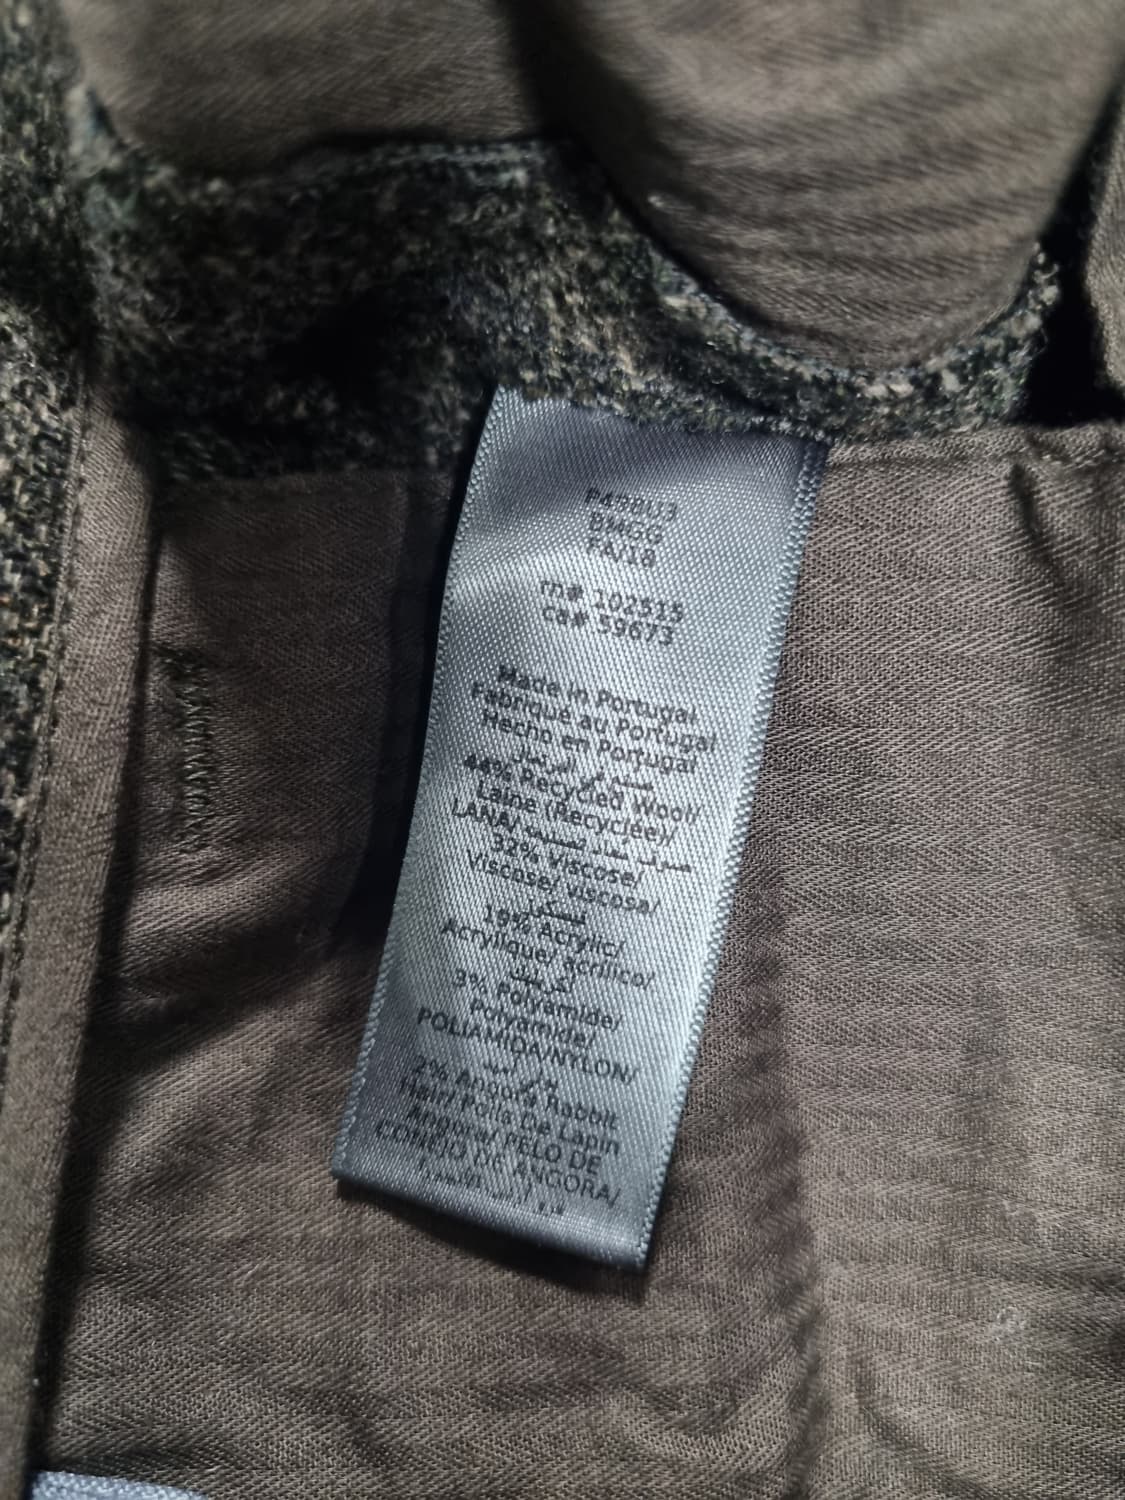 BMGG
FA/18
rn# 102515
ca# 59673
Made in Portugal
Fabriqué au Portugal
Hecho en Portugal
44% Recycled Wool/
Laine (Recyclée)/
LANA/
32% Viscose/
Viscose/ viscosa/
19% Acrylic/
Acrylique/ acrílico/
3% Polyamide/
Polyamide/
POLIAMIDA/NYLON/
2% Angora Rabbit
Hair/ Poils De Lapin
Angora/ PELO DE
CONEJO DE ANGORA/